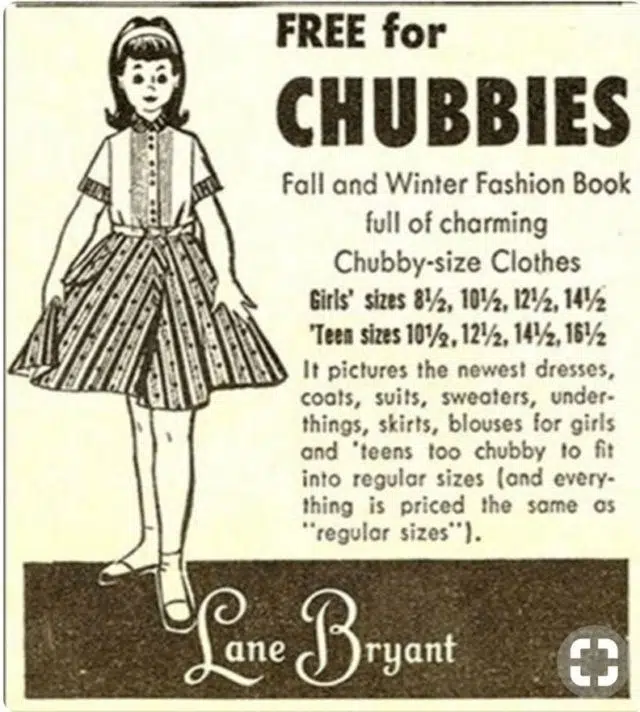 FREE for
CHUBBIES
Fall and Winter Fashion Book
full of charming
Chubby-size Clothes
Girls' sizes 8½, 10½, 12½, 14½
'Teen sizes 10½, 12½, 14½, 16½
It pictures the newest dresses,
coats, suits, sweaters, under-
things, skirts, blouses for girls
and 'teens too chubby to fit
into regular sizes (and every-
thing is priced the same as
"regular sizes").
Lane Bryant